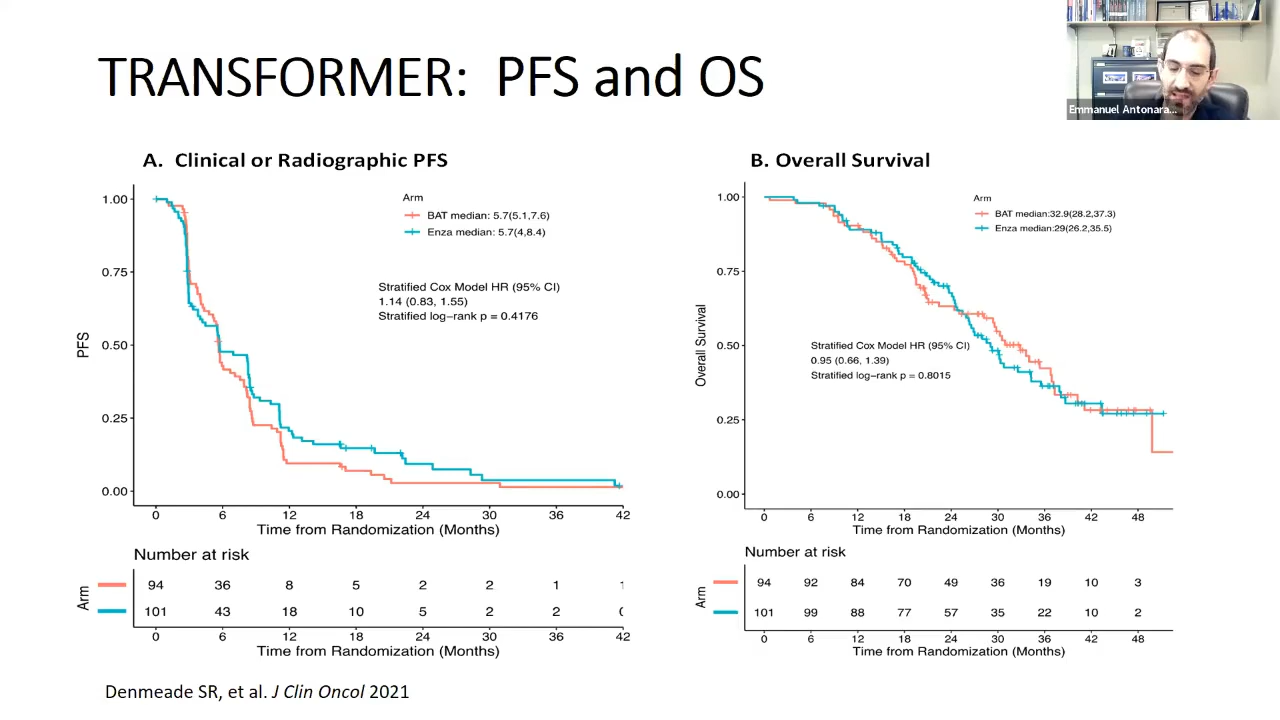 TRANSFORMER: PFS and OS
Emmanuel Antonara...
A. Clinical or Radiographic PFS
Arm
BAT median: 5.7(5.1,7.6)
Enza median: 5.7(4,8.4)
Stratified Cox Model HR (95% CI)
1.14 (0.83, 1.55)
Stratified log-rank p = 0.4176
PFS
1.00
0.75
0.50
0.25
0.00
0 6 12 18 24 30 36 42
Time from Randomization (Months)
Number at risk
Arm
94 36 8 5 2 2 1 1
101 43 18 10 5 2 2 0
0 6 12 18 24 30 36 42
Time from Randomization (Months)
B. Overall Survival
Arm
BAT median:32.9(28.2,37.3)
Enza median:29(26.2,35.5)
Stratified Cox Model HR (95% CI)
0.95 (0.66, 1.39)
Stratified log-rank p = 0.8015
Overall Survival
1.00
0.75
0.50
0.25
0.00
0 6 12 18 24 30 36 42 48
Time from Randomization (Months)
Number at risk
Arm
94 92 84 70 49 36 19 10 3
101 99 88 77 57 35 22 10 2
0 6 12 18 24 30 36 42 48
Time from Randomization (Months)
Denmeade SR, et al. J Clin Oncol 2021